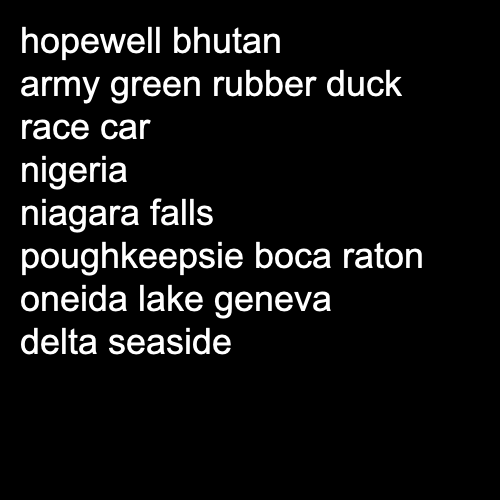 hopewell bhutan
army green rubber duck
race car
nigeria
niagara falls
poughkeepsie boca raton
oneida lake geneva
delta seaside